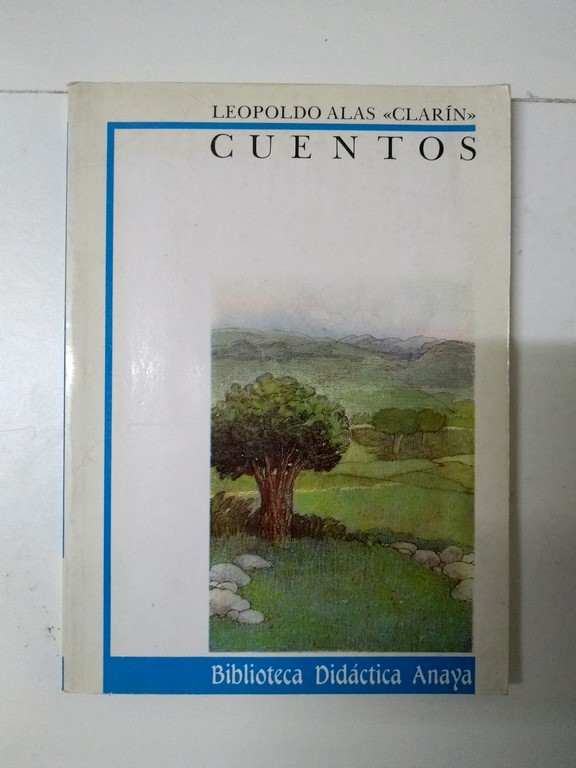 LEOPOLDO ALAS «CLARÍN»
CUENTOS
Biblioteca Didáctica Anaya